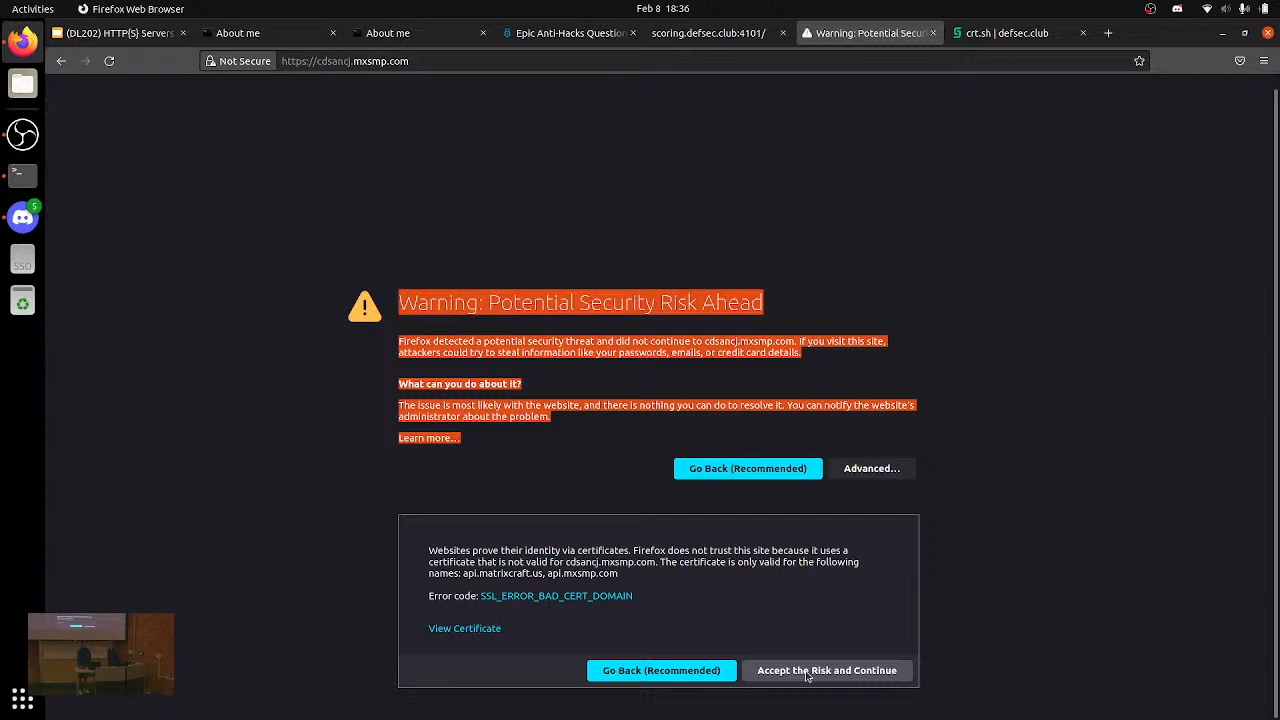 Activities
Firefox Web Browser
Feb 8 18:36
(DL202) HTTP(S) Servers
About me
About me
Epic Anti-Hacks Question
scoring.defsec.club:4101/
Warning: Potential Secur
crt.sh | defsec.club
Not Secure
https://cdsancj.mxsmp.com
5
SSD
Warning: Potential Security Risk Ahead
Firefox detected a potential security threat and did not continue to cdsancj.mxsmp.com. If you visit this site,
attackers could try to steal information like your passwords, emails, or credit card details.
What can you do about it?
The issue is most likely with the website, and there is nothing you can do to resolve it. You can notify the website's
administrator about the problem.
Learn more…
Go Back (Recommended)
Advanced…
Websites prove their identity via certificates. Firefox does not trust this site because it uses a
certificate that is not valid for cdsancj.mxsmp.com. The certificate is only valid for the following
names: api.matrixcraft.us, api.mxsmp.com
Error code: SSL_ERROR_BAD_CERT_DOMAIN
View Certificate
Go Back (Recommended)
Accept the Risk and Continue